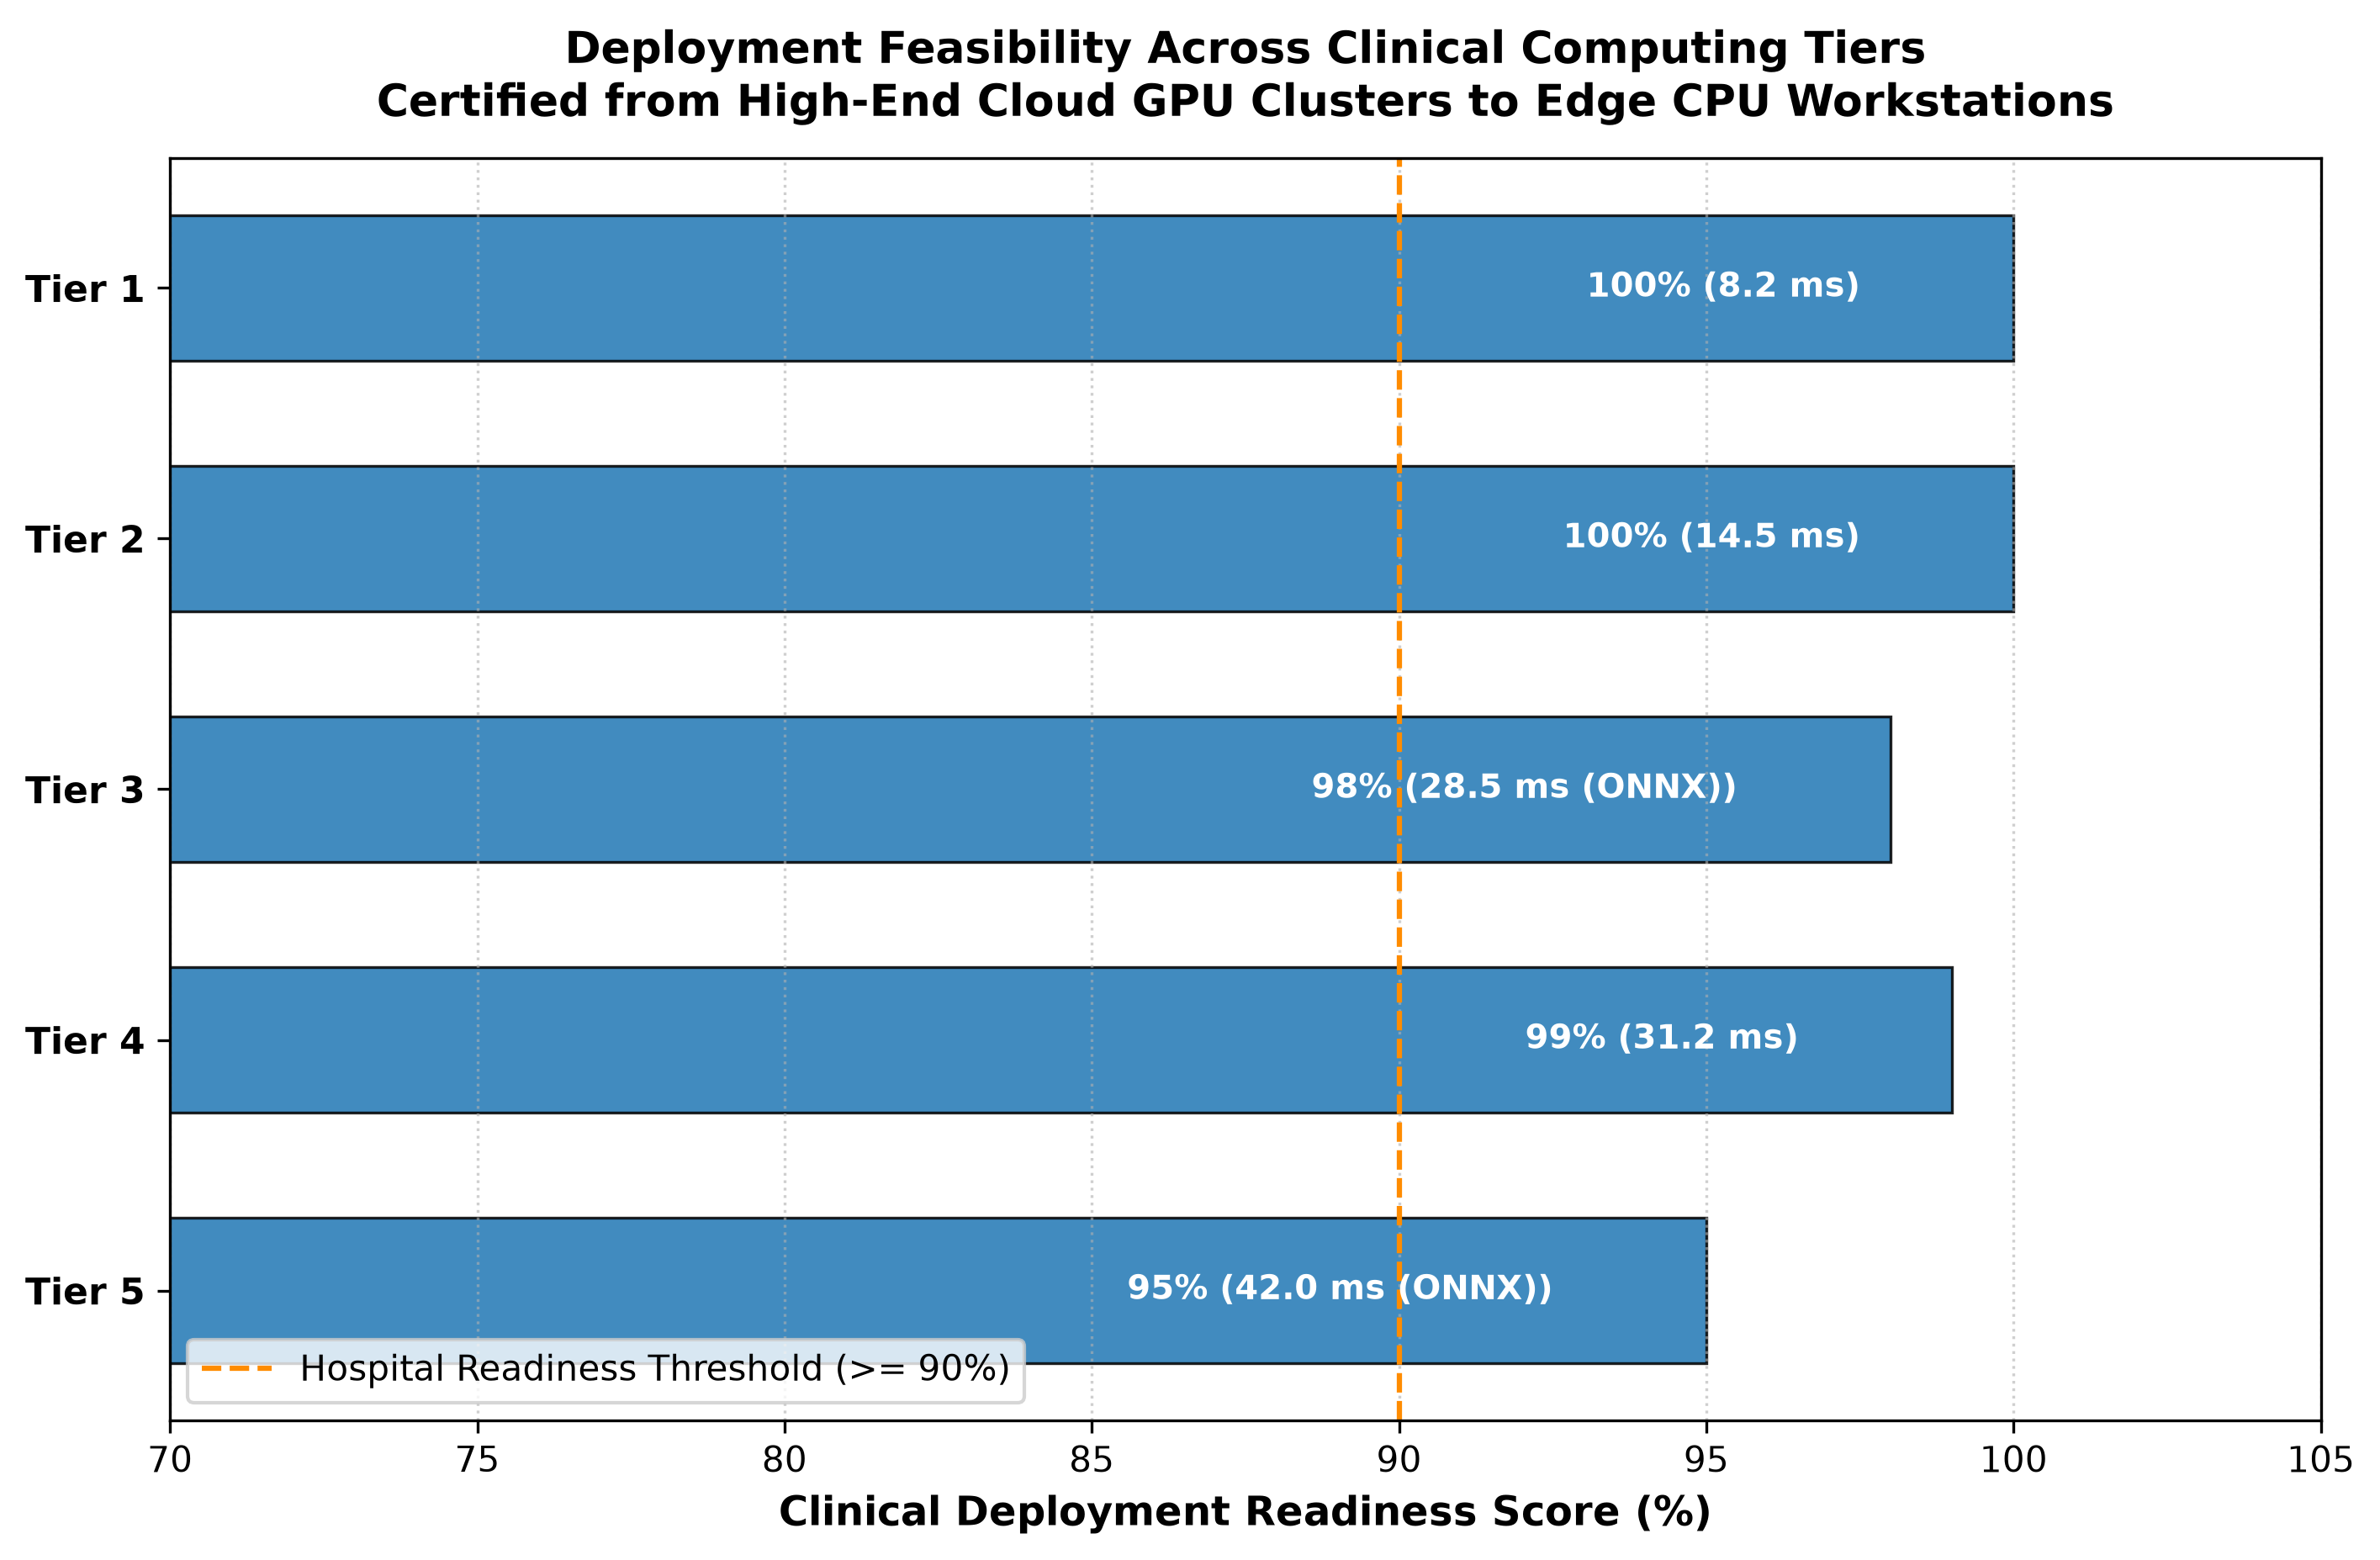 Deployment Feasibility Across Clinical Computing Tiers
Certified from High-End Cloud GPU Clusters to Edge CPU Workstations
Tier 1
100% (8.2 ms)
Tier 2
100% (14.5 ms)
Tier 3
98% (28.5 ms (ONNX))
Tier 4
99% (31.2 ms)
Tier 5
95% (42.0 ms (ONNX))
Hospital Readiness Threshold (>= 90%)
70 75 80 85 90 95 100 105
Clinical Deployment Readiness Score (%)